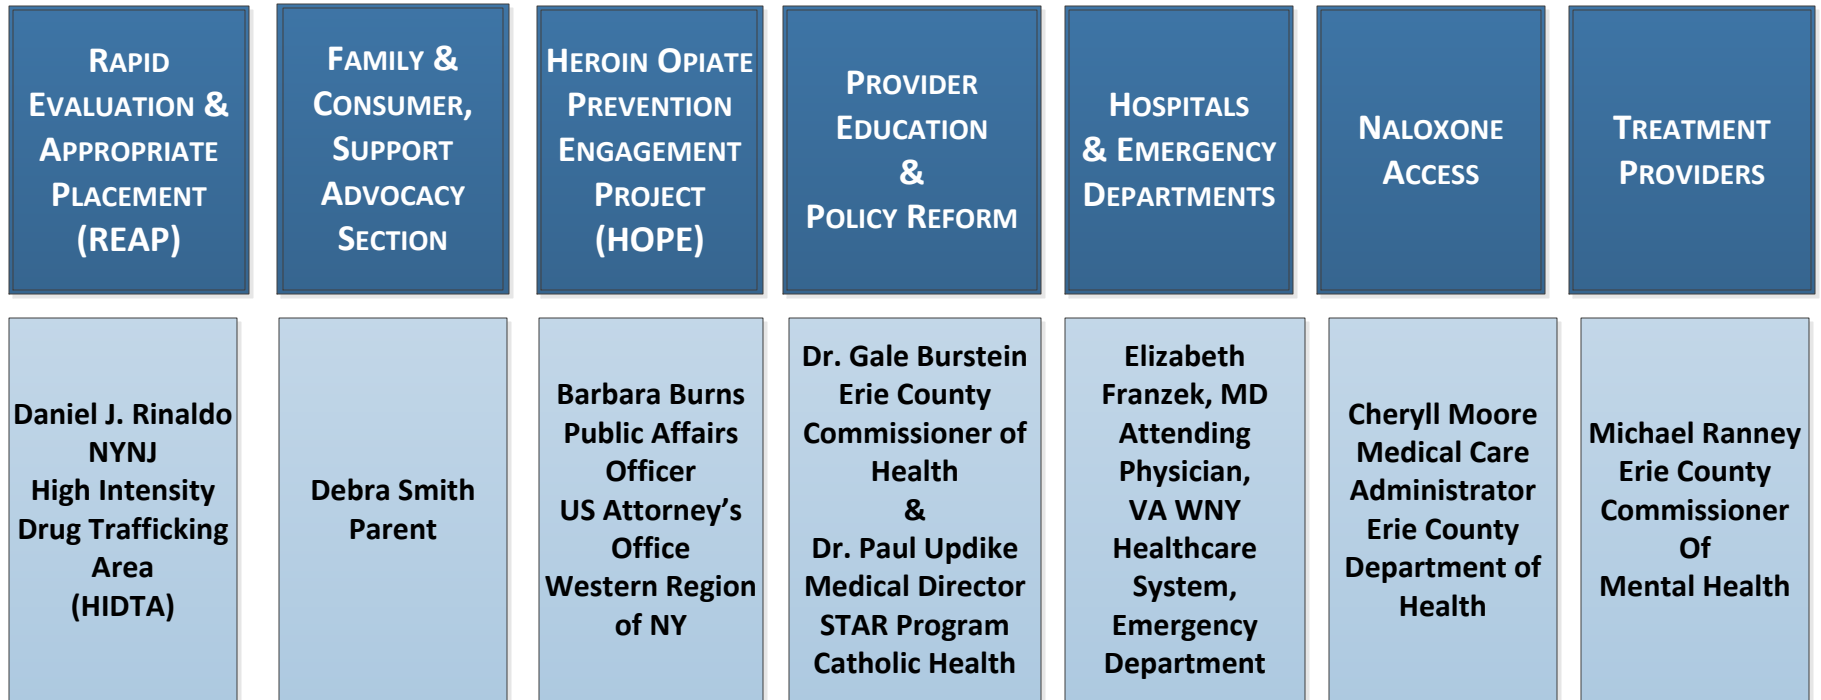 RAPID
EVALUATION &
APPROPRIATE
PLACEMENT
(REAP)
FAMILY &
CONSUMER,
SUPPORT
ADVOCACY
SECTION
HEROIN OPIATE
PREVENTION
ENGAGEMENT
PROJECT
(HOPE)
PROVIDER
EDUCATION
&
POLICY REFORM
HOSPITALS
& EMERGENCY
DEPARTMENTS
NALOXONE
ACCESS
TREATMENT
PROVIDERS
Daniel J. Rinaldo
NYNJ
High Intensity
Drug Trafficking
Area
(HIDTA)
Debra Smith
Parent
Barbara Burns
Public Affairs
Officer
US Attorney’s
Office
Western Region
of NY
Dr. Gale Burstein
Erie County
Commissioner of
Health
&
Dr. Paul Updike
Medical Director
STAR Program
Catholic Health
Elizabeth
Franzek, MD
Attending
Physician,
VA WNY
Healthcare
System,
Emergency
Department
Cheryll Moore
Medical Care
Administrator
Erie County
Department of
Health
Michael Ranney
Erie County
Commissioner
Of
Mental Health